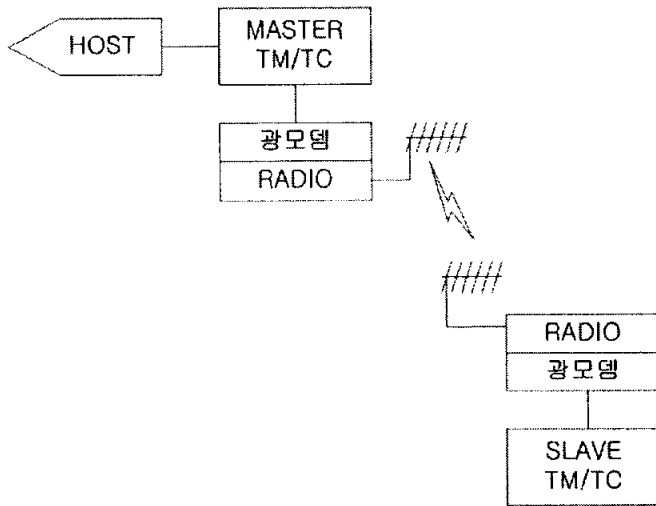 HOST
MASTER
TM/TC
광모뎀
RADIO
RADIO
광모뎀
SLAVE
TM/TC